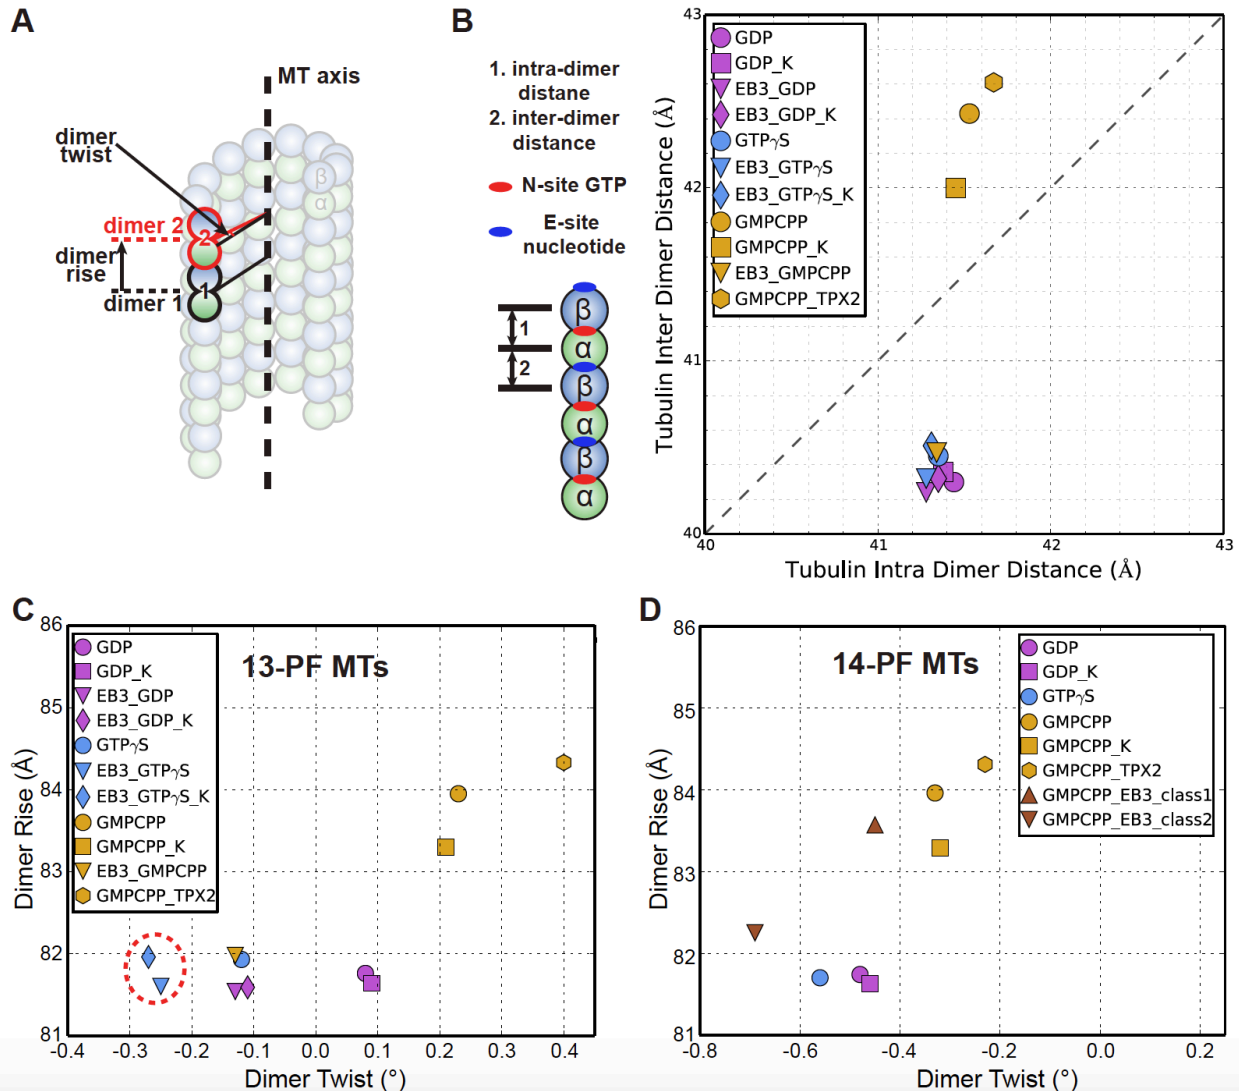 A
MT axis
dimer
twist
β
α
dimer 2
2
dimer
rise
1
dimer 1
B
1. intra-dimer
distane
2. inter-dimer
distance
N-site GTP
E-site
nucleotide
β
1
α
2
β
α
β
α
43
42
41
40
Tubulin Inter Dimer Distance (Å)
GDP
GDP_K
EB3_GDP
EB3_GDP_K
GTPγS
EB3_GTPγS
EB3_GTPγS_K
GMPCPP
GMPCPP_K
EB3_GMPCPP
GMPCPP_TPX2
40 41 42 43
Tubulin Intra Dimer Distance (Å)
C
86
85
84
83
82
81
Dimer Rise (Å)
13-PF MTs
GDP
GDP_K
EB3_GDP
EB3_GDP_K
GTPγS
EB3_GTPγS
EB3_GTPγS_K
GMPCPP
GMPCPP_K
EB3_GMPCPP
GMPCPP_TPX2
-0.4 -0.3 -0.2 -0.1 0.0 0.1 0.2 0.3 0.4
Dimer Twist (°)
D
86
85
84
83
82
81
Dimer Rise (Å)
14-PF MTs
GDP
GDP_K
GTPγS
GMPCPP
GMPCPP_K
GMPCPP_TPX2
GMPCPP_EB3_class1
GMPCPP_EB3_class2
-0.8 -0.6 -0.4 -0.2 0.0 0.2
Dimer Twist (°)